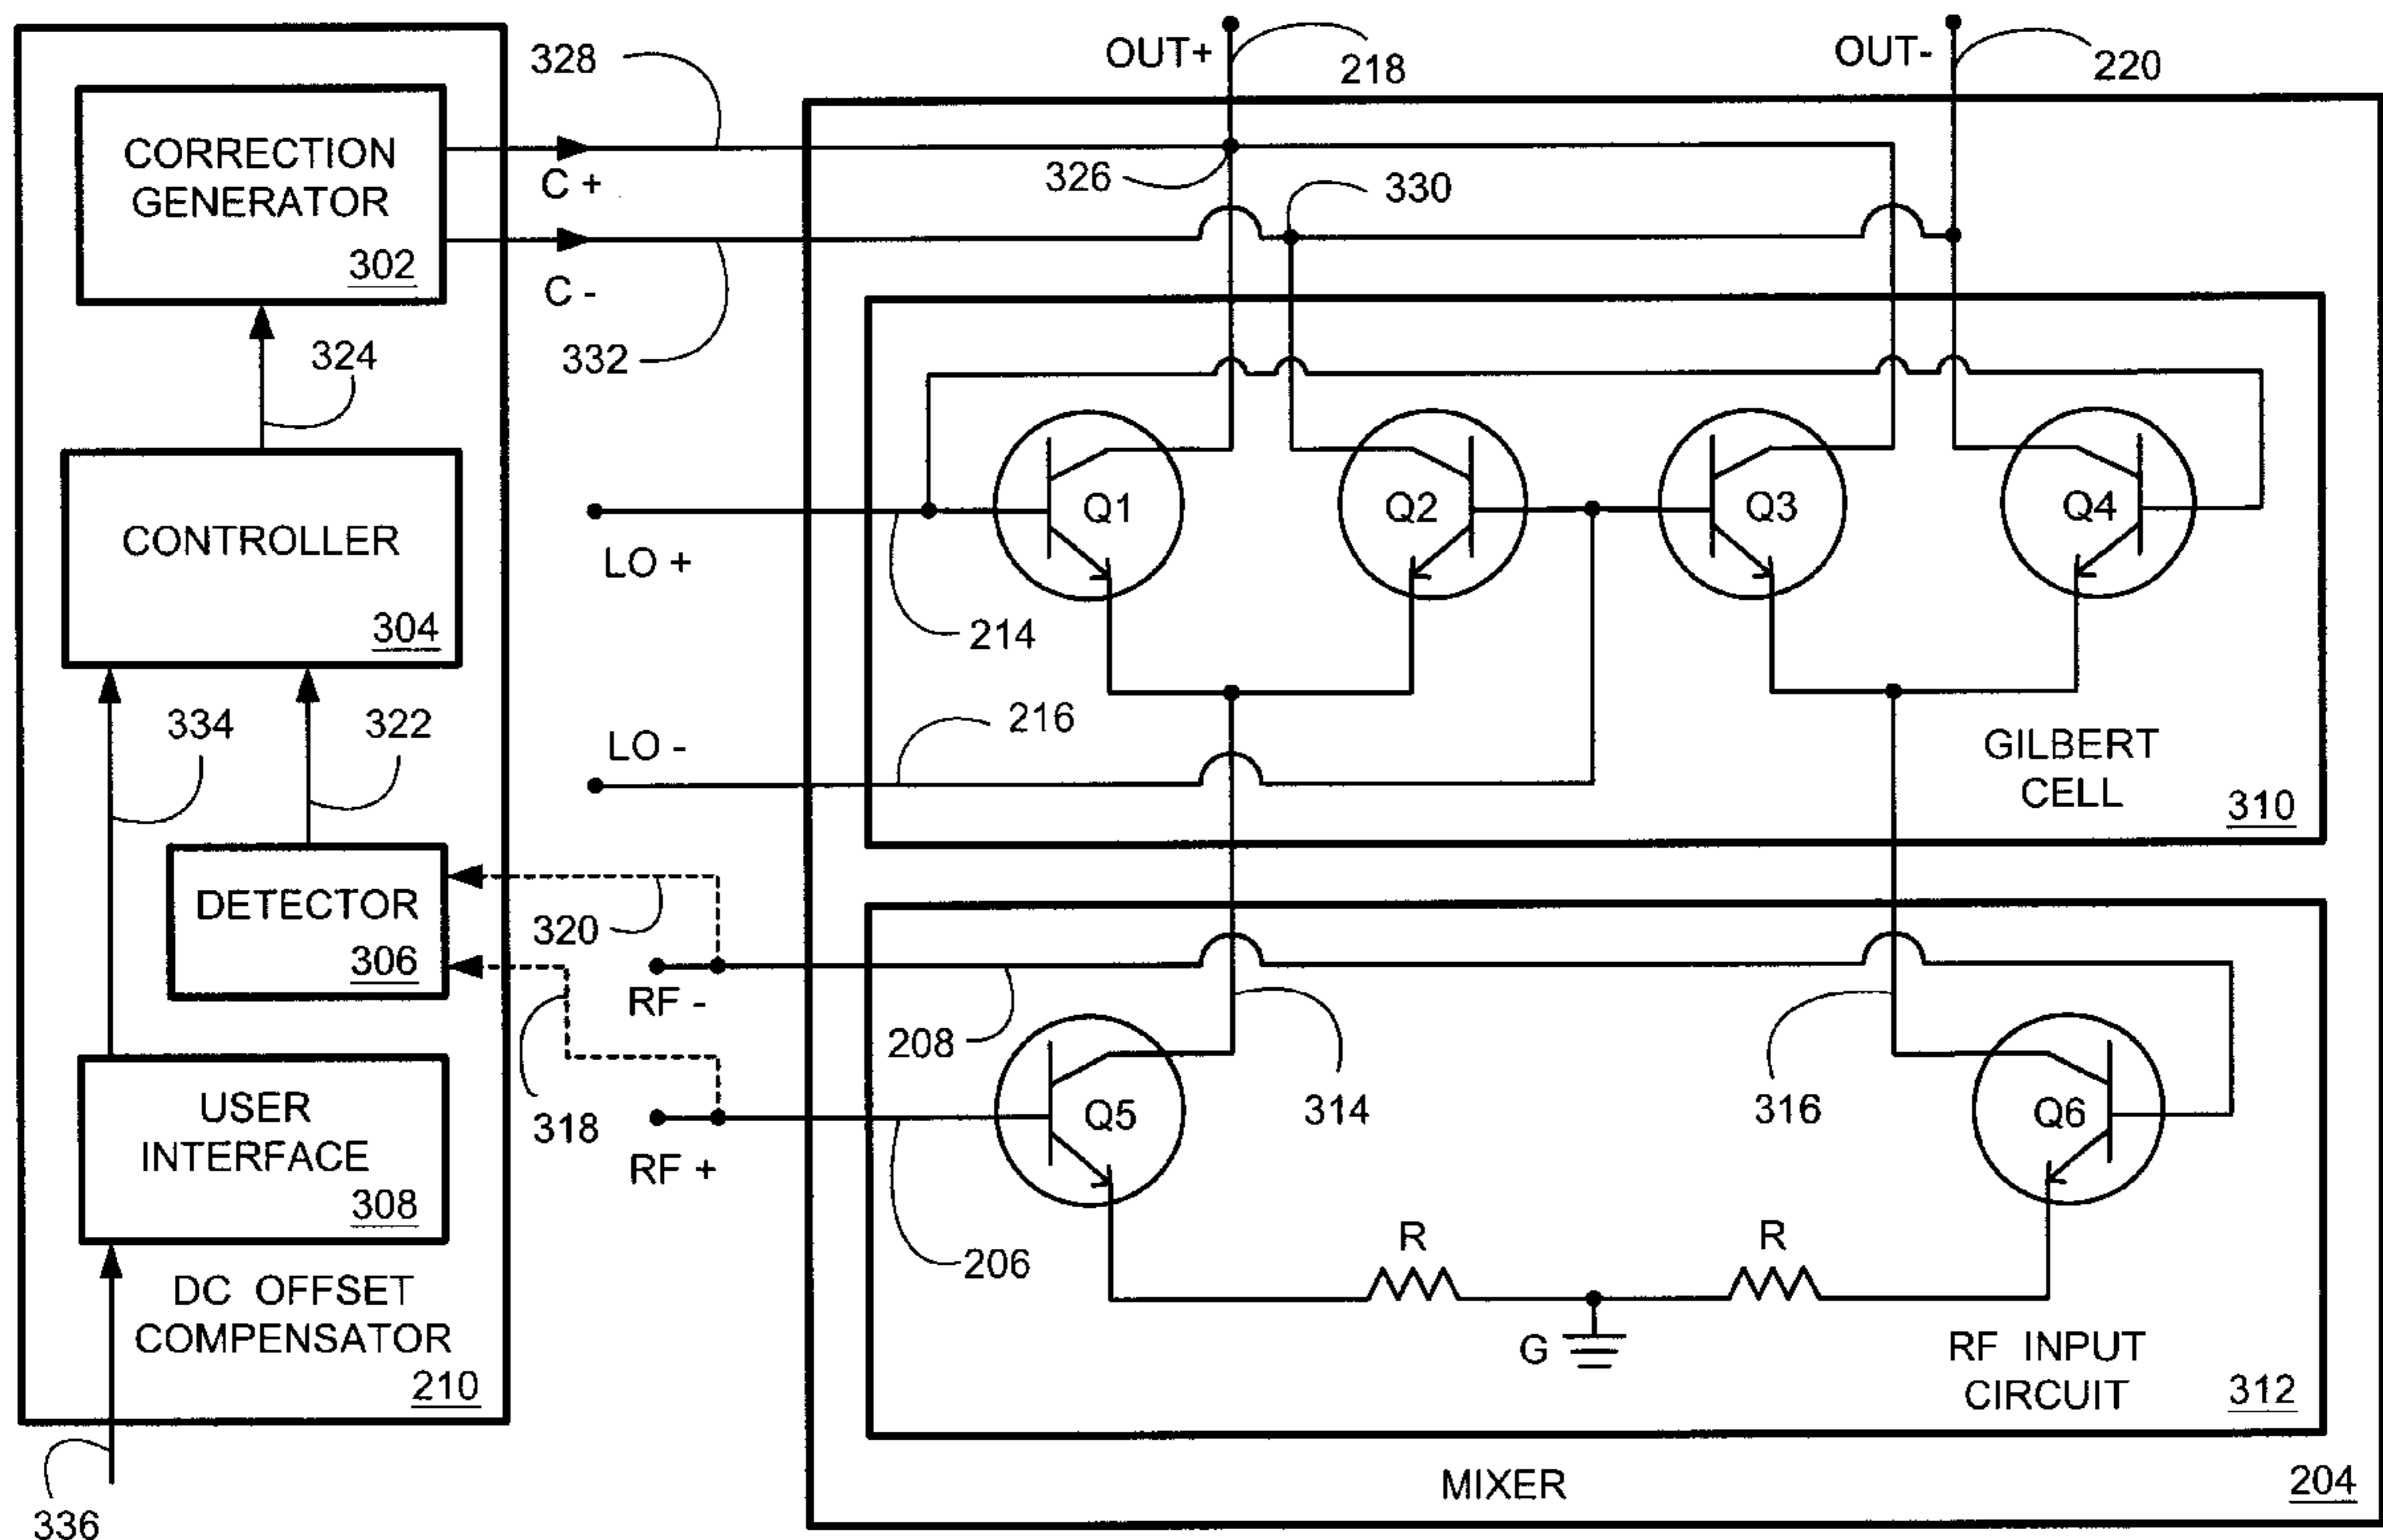 OUT+
218
OUT-
220
328
CORRECTION
GENERATOR
302
C +
326
330
C -
332
324
CONTROLLER
304
Q1
Q2
Q3
Q4
LO +
214
LO -
216
334
322
GILBERT
CELL
310
DETECTOR
306
320
RF -
208
318
RF +
206
314
316
Q5
Q6
USER
INTERFACE
308
R
R
G
DC OFFSET
COMPENSATOR
210
RF INPUT
CIRCUIT
312
336
MIXER
204